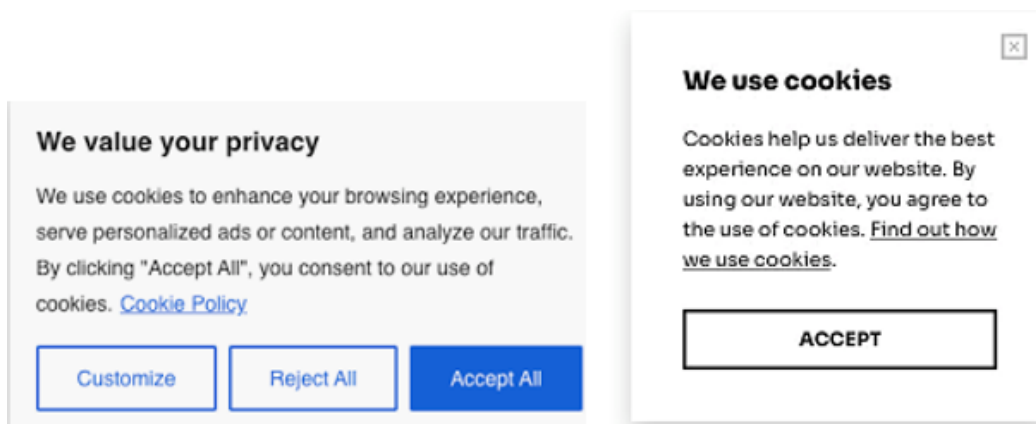 We value your privacy
We use cookies to enhance your browsing experience,
serve personalized ads or content, and analyze our traffic.
By clicking "Accept All", you consent to our use of
cookies. Cookie Policy
Customize
Reject All
Accept All
We use cookies
Cookies help us deliver the best
experience on our website. By
using our website, you agree to
the use of cookies. Find out how
we use cookies.
ACCEPT